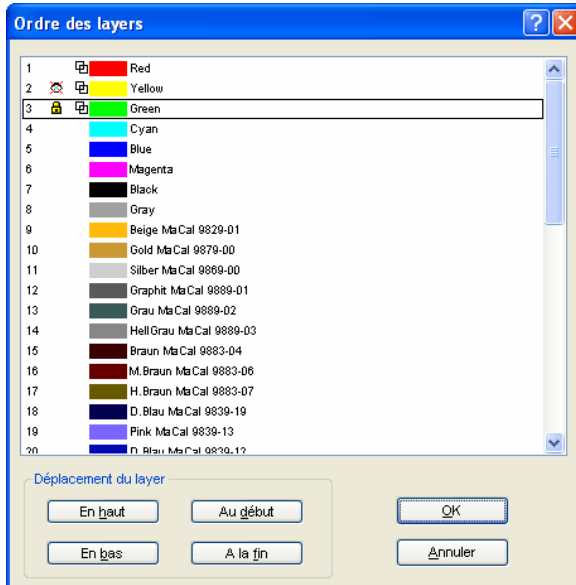 Ordre des layers
1 Red
2 Yellow
3 Green
4 Cyan
5 Blue
6 Magenta
7 Black
8 Gray
9 Beige MaCal 9829-01
10 Gold MaCal 9879-00
11 Silber MaCal 9869-00
12 Graphit MaCal 9889-01
13 Grau MaCal 9889-02
14 HellGrau MaCal 9889-03
15 Braun MaCal 9883-04
16 M.Braun MaCal 9883-06
17 H.Braun MaCal 9883-07
18 D.Blau MaCal 9839-19
19 Pink MaCal 9839-13
20 D.Blau MaCal
Déplacement du layer
En haut Au début OK
En bas A la fin Annuler